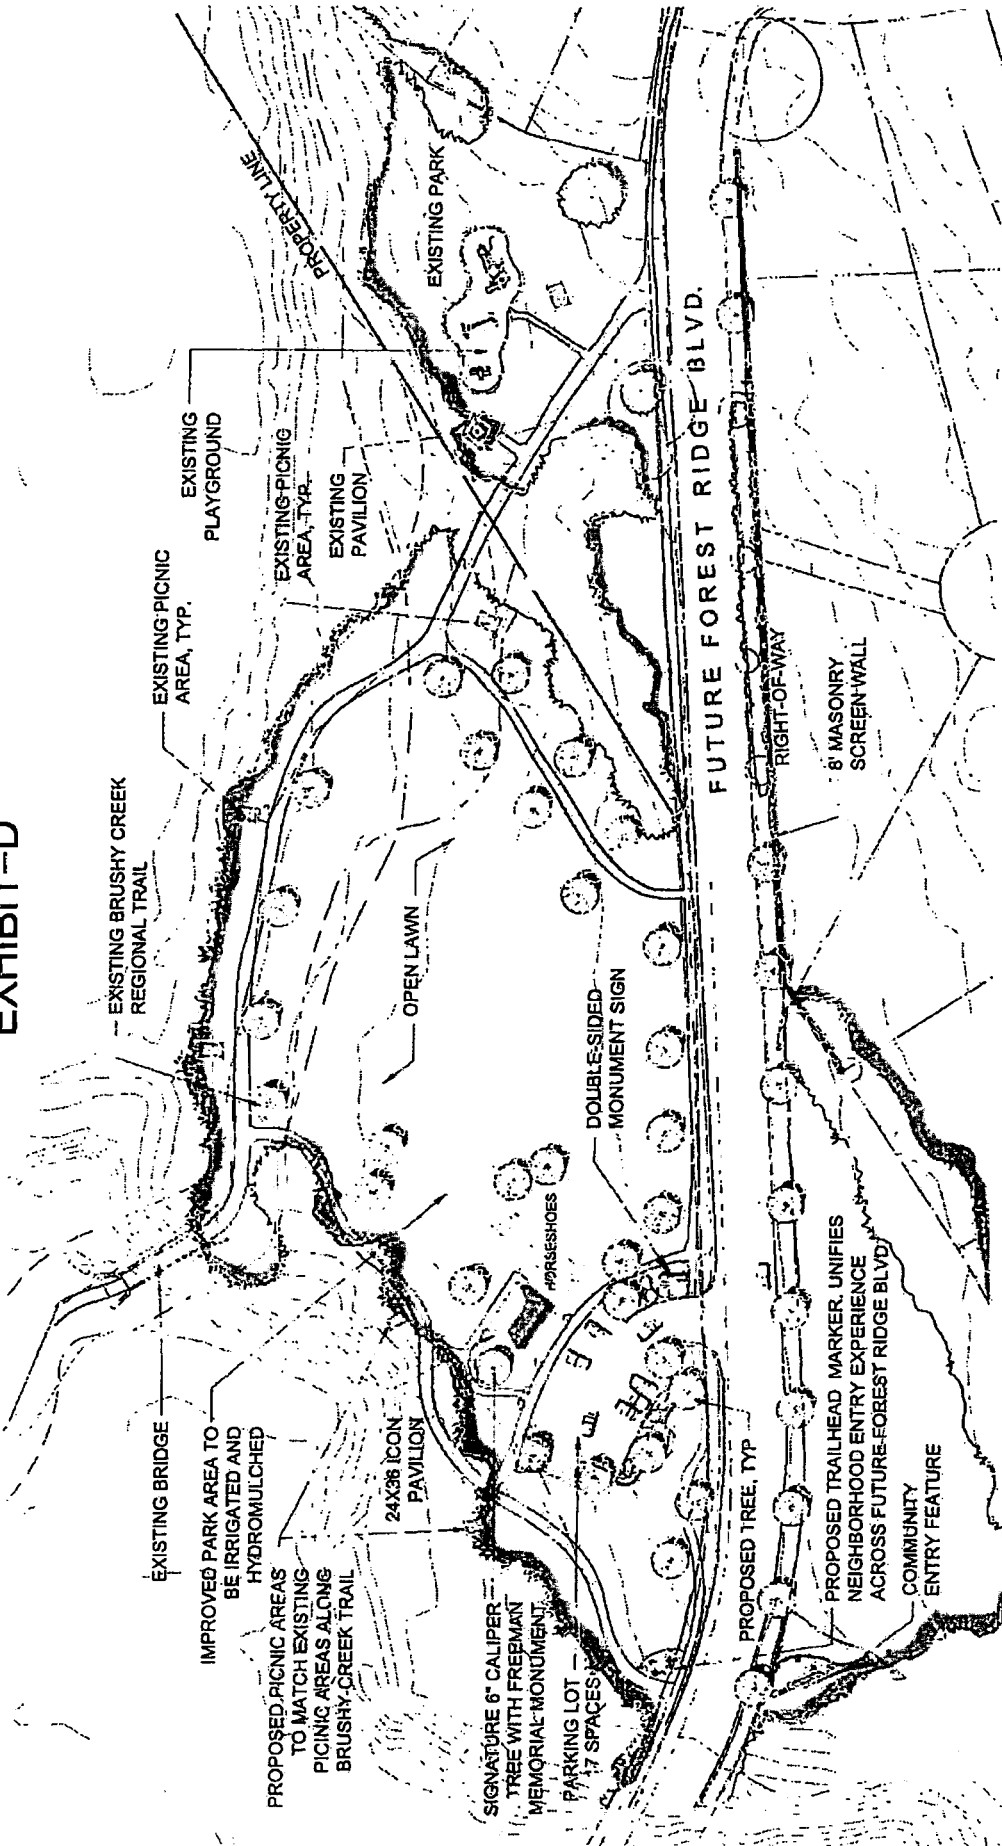 EXHIBIT-D
EXISTING BRUSHY CREEK
REGIONAL TRAIL
EXISTING PICNIC
AREA, TYP.
EXISTING
PLAYGROUND
EXISTING PICNIC
AREA, TYP.
EXISTING
PAVILION
PROPERTY LINE
EXISTING PARK
EXISTING BRIDGE
IMPROVED PARK AREA TO
BE IRRIGATED AND
HYDROMULCHED
PROPOSED PICNIC AREAS
TO MATCH EXISTING
PICINIC AREAS ALONG
BRUSHY CREEK TRAIL
24X36 ICON
PAVILION
SIGNATURE 6" CALIPER
TREE WITH FREEMAN
MEMORIAL MONUMENT
PARKING LOT
17 SPACES
HORSESHOES
OPEN LAWN
DOUBLE-SIDED
MONUMENT SIGN
FUTURE FOREST RIDGE BLVD.
PROPOSED TREE, TYP
PROPOSED TRAILHEAD MARKER UNIFIES
NEIGHBORHOOD ENTRY EXPERIENCE
ACROSS FUTURE FOREST RIDGE BLVD
COMMUNITY
ENTRY FEATURE
RIGHT-OF-WAY
MASONRY
SCREEN WALL